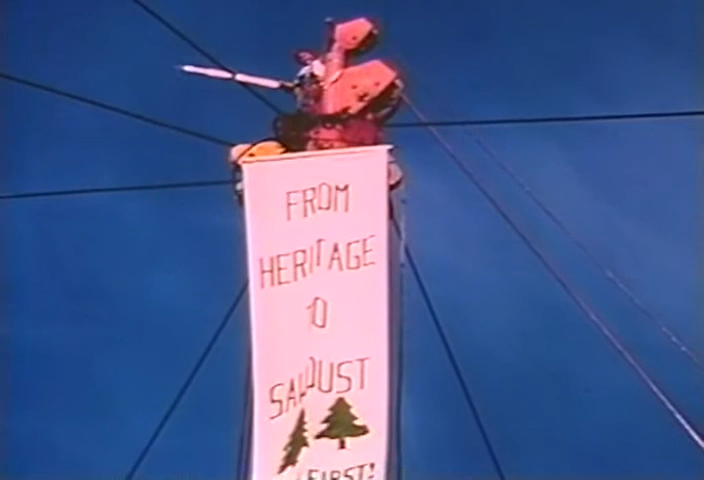 FROM
HERITAGE
TO
SAWDUST
FIRST!